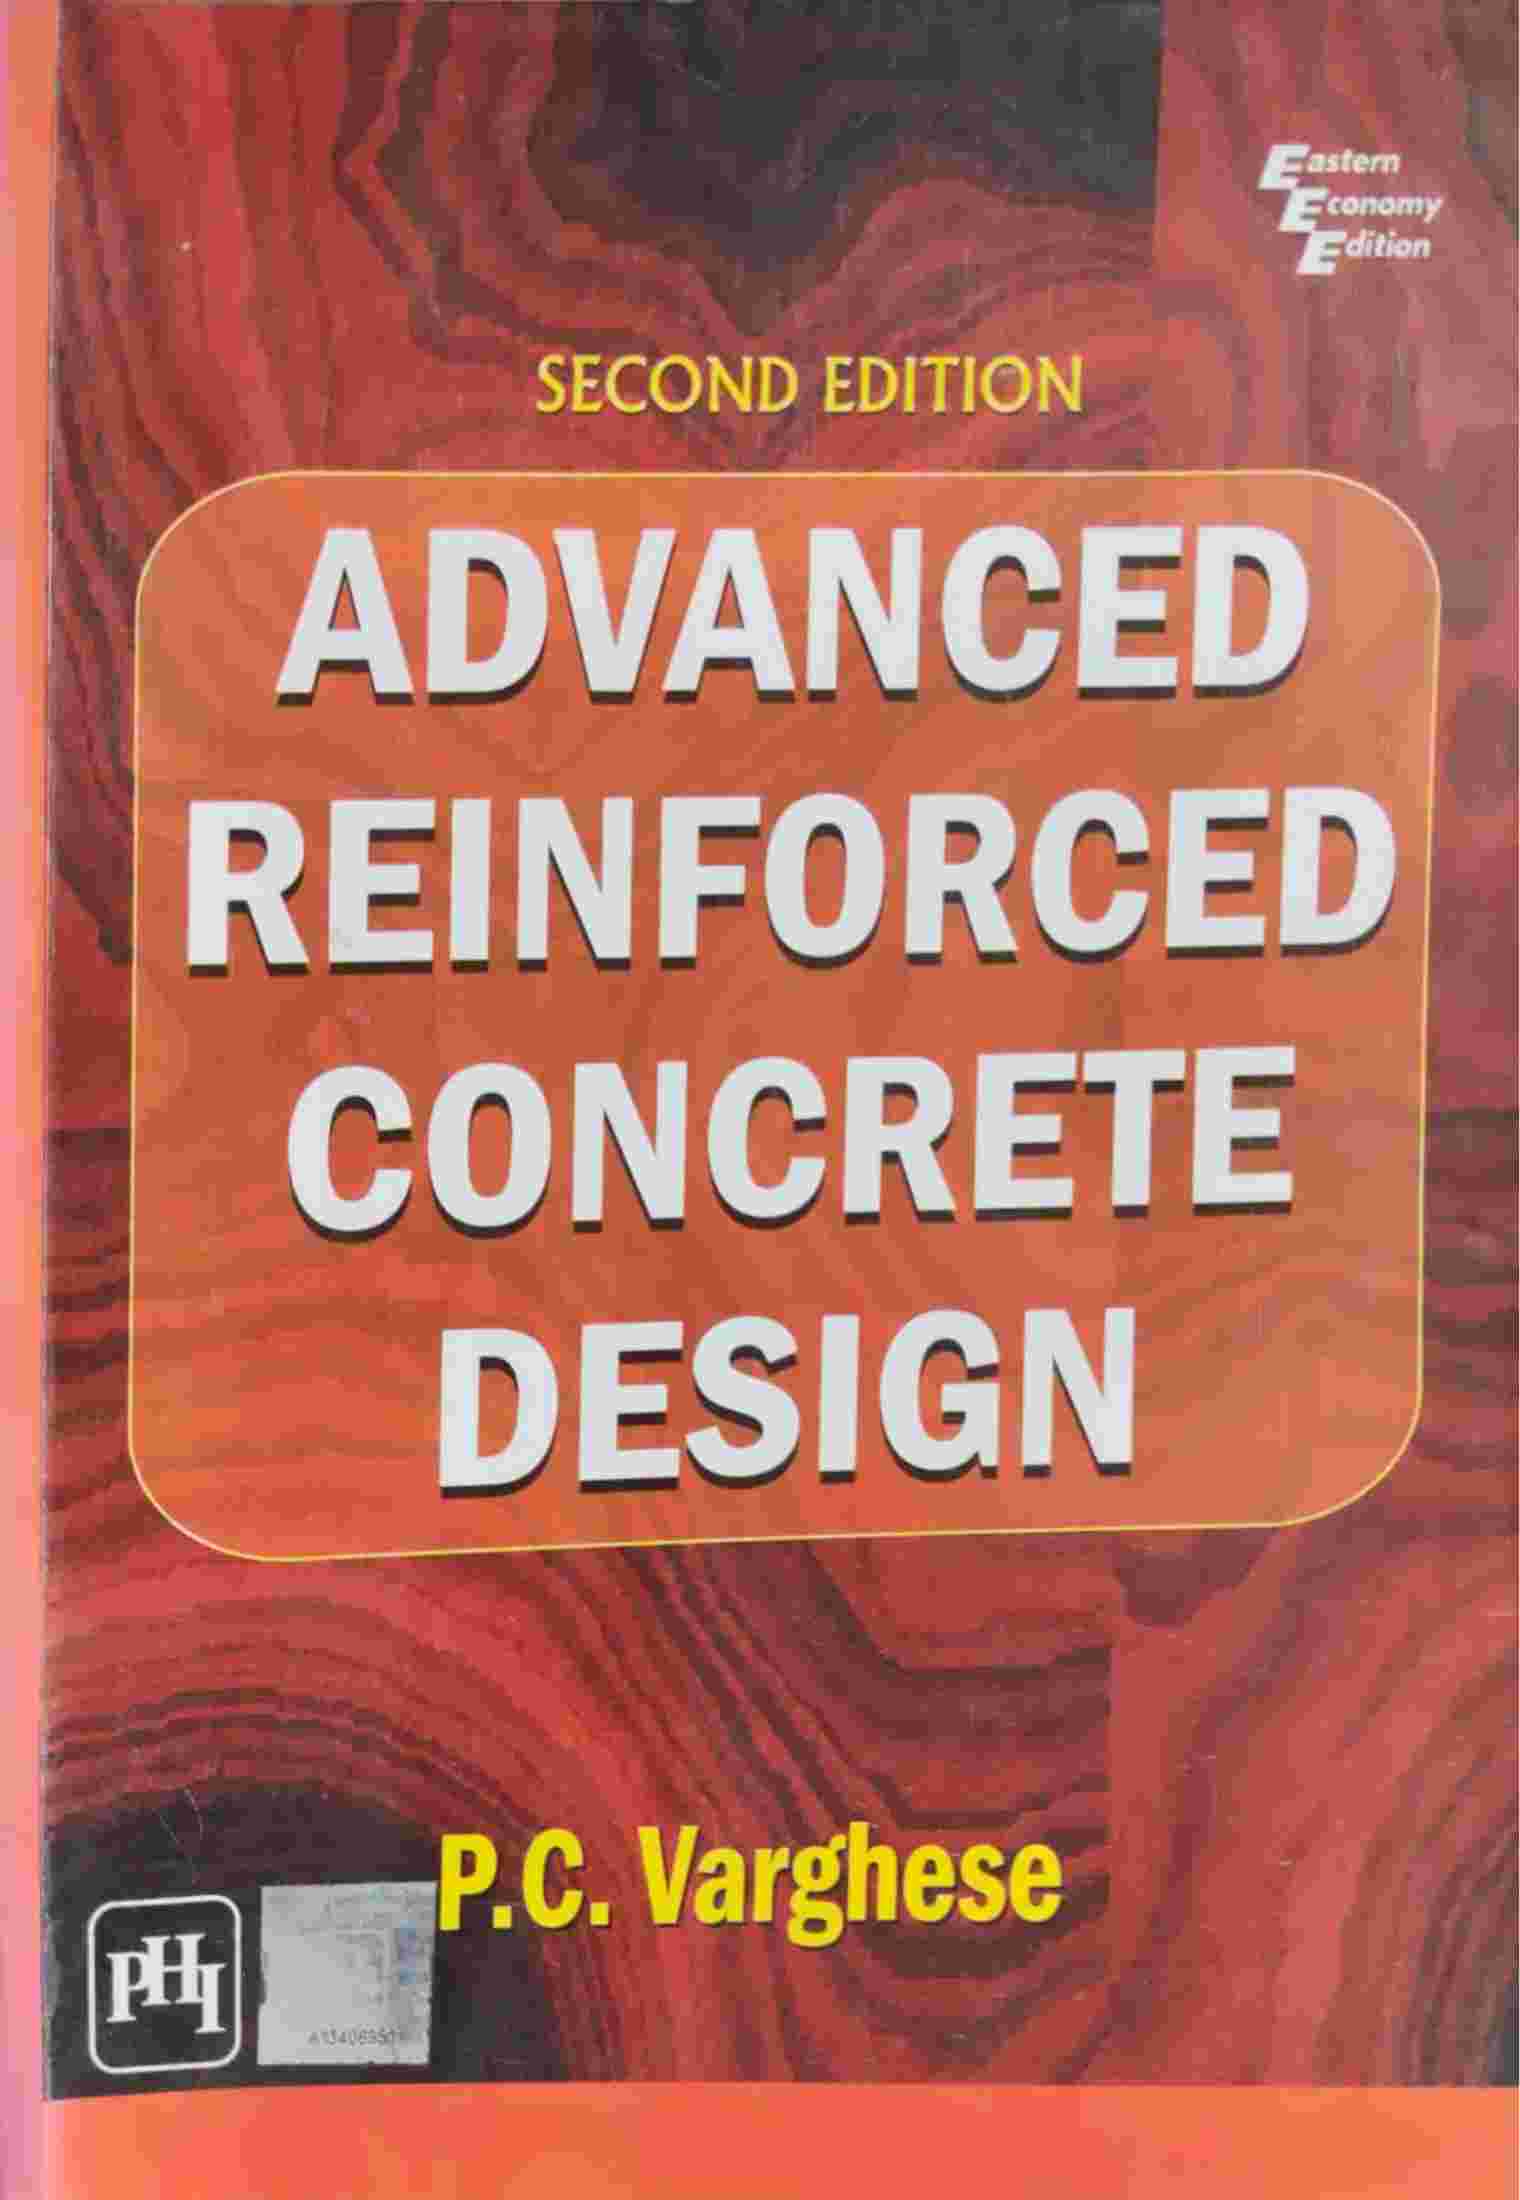 Eastern
Economy
Edition
SECOND EDITION
ADVANCED
REINFORCED
CONCRETE
DESIGN
P.C. Varghese
PHI